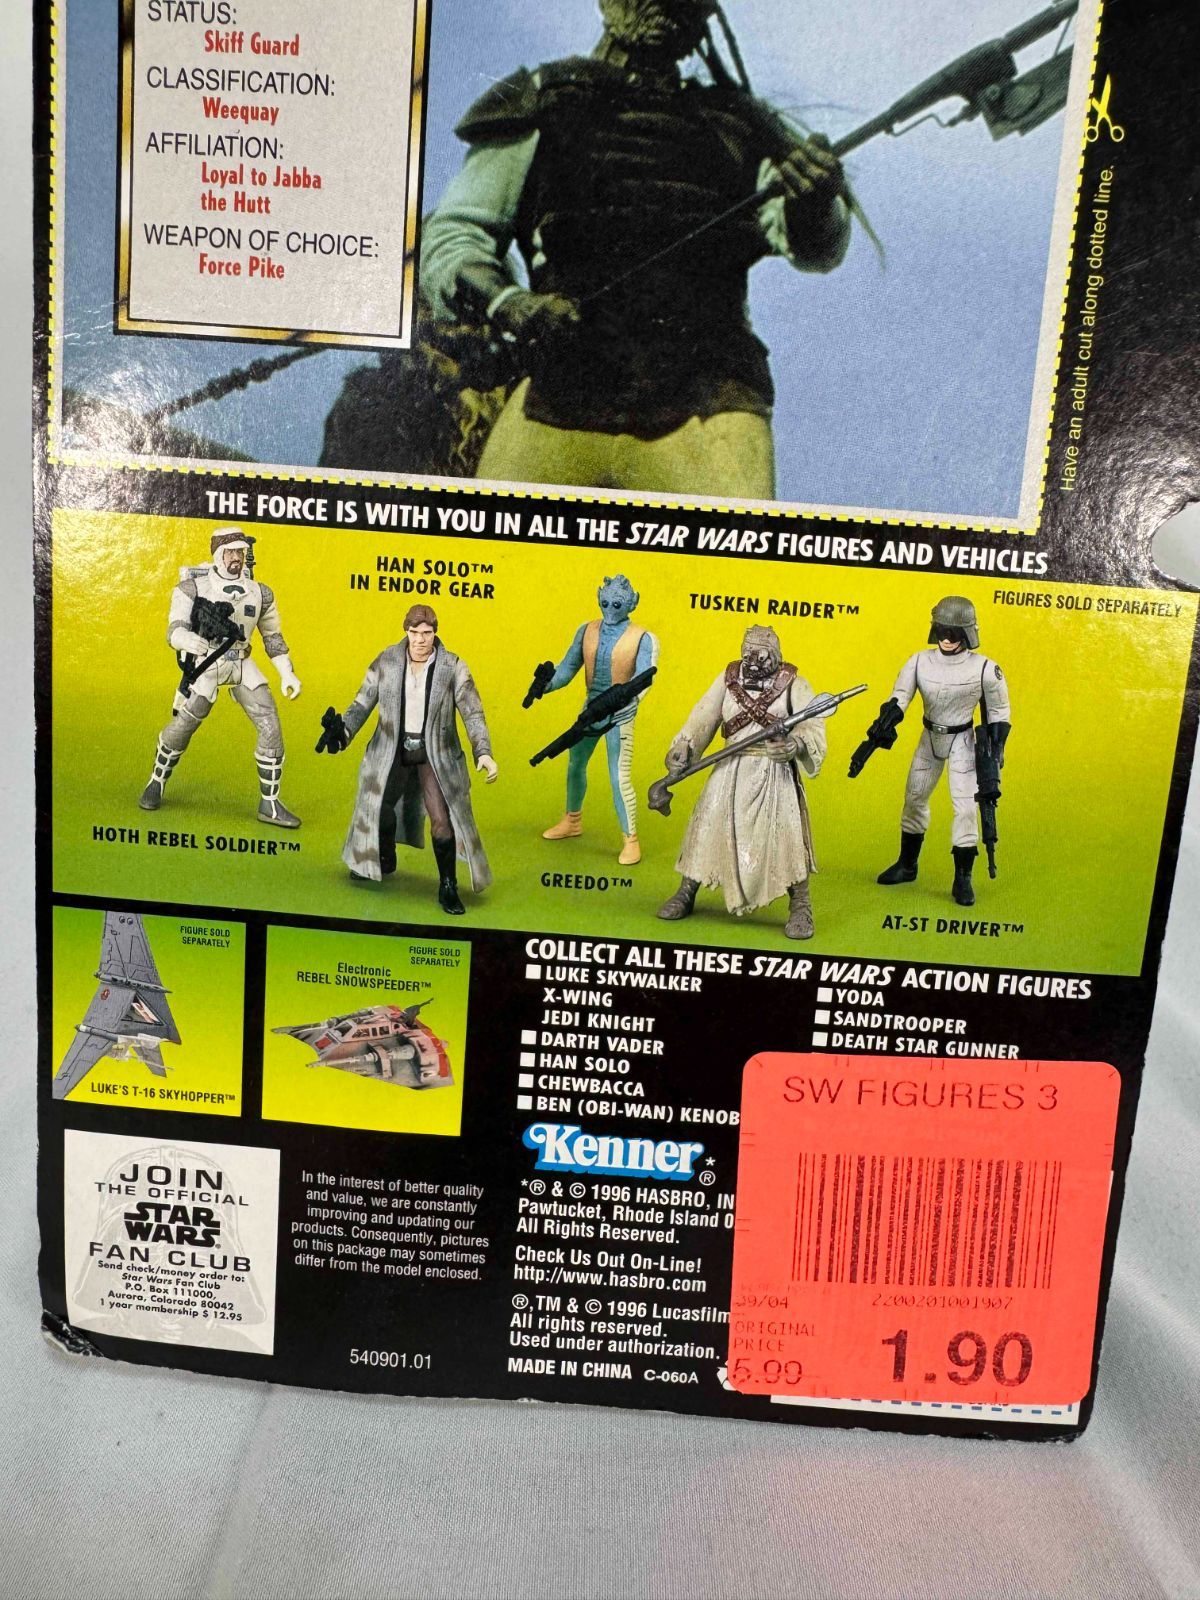 STATUS:
Skiff Guard
CLASSIFICATION:
Weequay
AFFILIATION:
Loyal to Jabba
the Hutt
WEAPON OF CHOICE:
Force Pike
Have an adult cut along dotted line.
THE FORCE IS WITH YOU IN ALL THE STAR WARS FIGURES AND VEHICLES
FIGURES SOLD SEPARATELY
HAN SOLO™
IN ENDOR GEAR
TUSKEN RAIDER™
HOTH REBEL SOLDIER™
GREEDO™
AT-ST DRIVER™
FIGURE SOLD
SEPARATELY
LUKE'S T-16 SKYHOPPER™
FIGURE SOLD
SEPARATELY
Electronic
REBEL SNOWSPEEDER™
COLLECT ALL THESE STAR WARS ACTION FIGURES
LUKE SKYWALKER
X-WING
JEDI KNIGHT
DARTH VADER
HAN SOLO
CHEWBACCA
BEN (OBI-WAN) KENOB
YODA
SANDTROOPER
DEATH STAR GUNNER
JOIN
THE OFFICIAL
STAR
WARS
FAN CLUB
Send check/money order to:
Star Wars Fan Club
P.O. Box 111000,
Aurora, Colorado 80042
1 year membership $ 12.95
In the interest of better quality
and value, we are constantly
improving and updating our
products. Consequently, pictures
on this package may sometimes
differ from the model enclosed.
540901.01
Kenner*®
*® & © 1996 HASBRO, IN
Pawtucket, Rhode Island 0
All Rights Reserved.
Check Us Out On-Line!
http://www.hasbro.com
®,TM & © 1996 Lucasfilm
All rights reserved.
Used under authorization.
MADE IN CHINA C-060A
SW FIGURES 3
39/04
2200201001907
ORIGINAL
PRICE
5.99
1.90